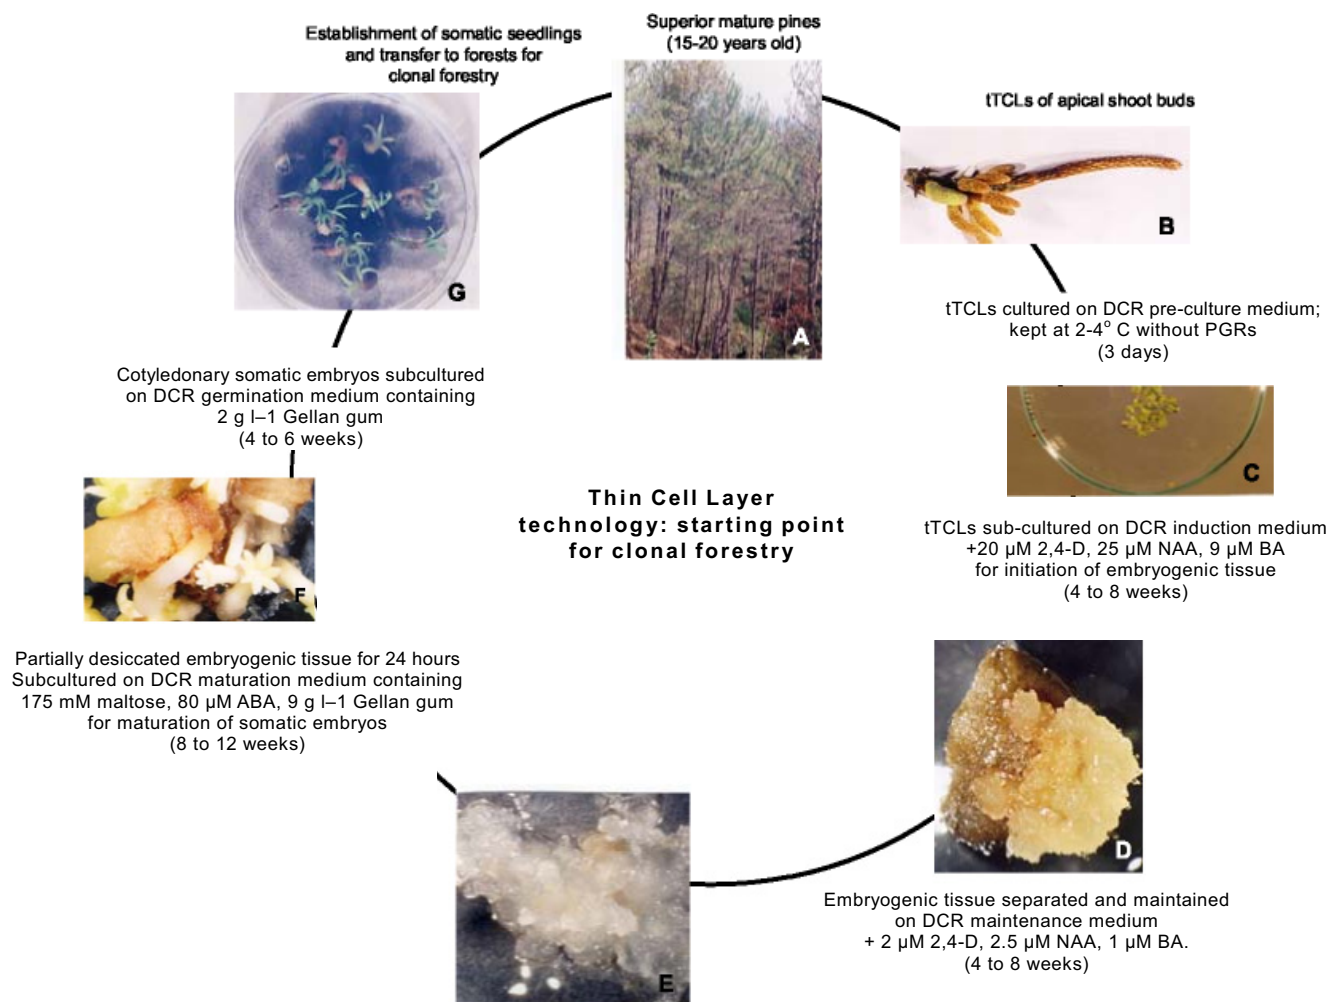 Superior mature pines
(15-20 years old)
A
tTCLs of apical shoot buds
B
tTCLs cultured on DCR pre-culture medium;
kept at 2-4° C without PGRs
(3 days)
C
tTCLs sub-cultured on DCR induction medium
+20 µM 2,4-D, 25 µM NAA, 9 µM BA
for initiation of embryogenic tissue
(4 to 8 weeks)
D
Embryogenic tissue separated and maintained
on DCR maintenance medium
+ 2 µM 2,4-D, 2.5 µM NAA, 1 µM BA.
(4 to 8 weeks)
E
Partially desiccated embryogenic tissue for 24 hours
Subcultured on DCR maturation medium containing
175 mM maltose, 80 µM ABA, 9 g l–1 Gellan gum
for maturation of somatic embryos
(8 to 12 weeks)
F
Cotyledonary somatic embryos subcultured
on DCR germination medium containing
2 g l–1 Gellan gum
(4 to 6 weeks)
G
Establishment of somatic seedlings
and transfer to forests for
clonal forestry
Thin Cell Layer
technology: starting point
for clonal forestry